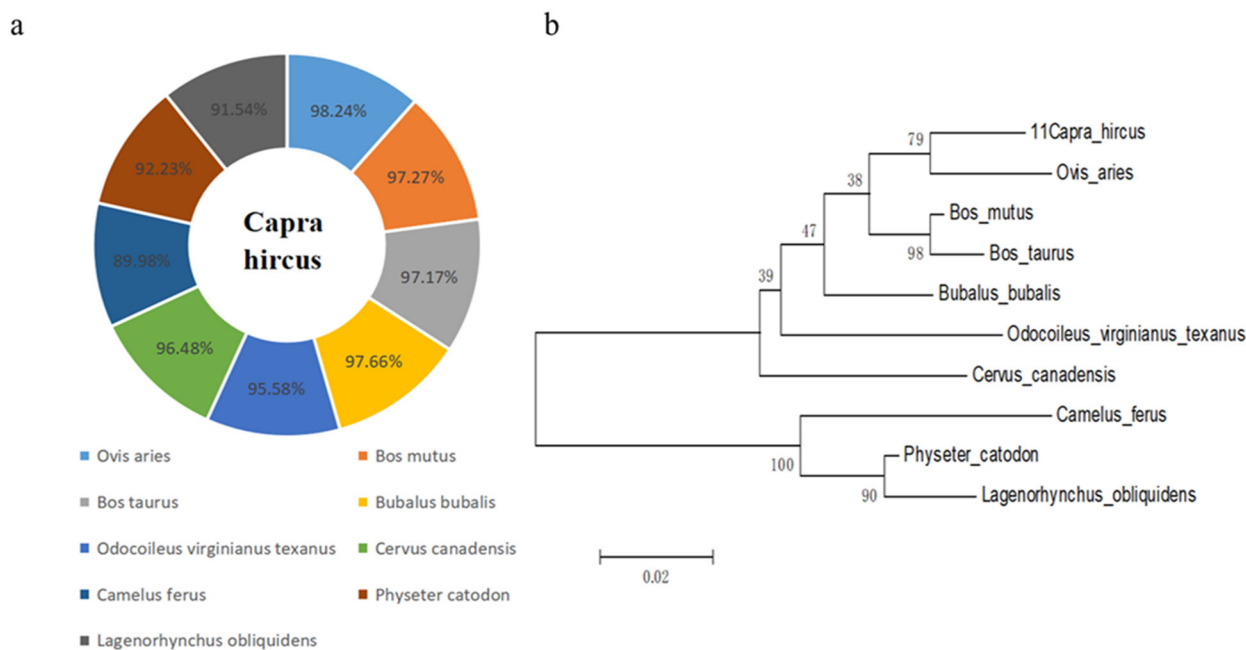 a
91.54%
98.24%
92.23%
97.27%
Capra
hircus
89.98%
97.17%
96.48%
97.66%
95.58%
Ovis aries
Bos mutus
Bos taurus
Bubalus bubalis
Odocoileus virginianus texanus
Cervus canadensis
Camelus ferus
Physeter catodon
Lagenorhynchus obliquidens
b
79
11Capra_hircus
Ovis_aries
38
Bos_mutus
98
Bos_taurus
47
Bubalus_bubalis
39
Odocoileus_virginianus_texanus
Cervus_canadensis
Camelus_ferus
100
Physeter_catodon
90
Lagenorhynchus_obliquidens
0.02